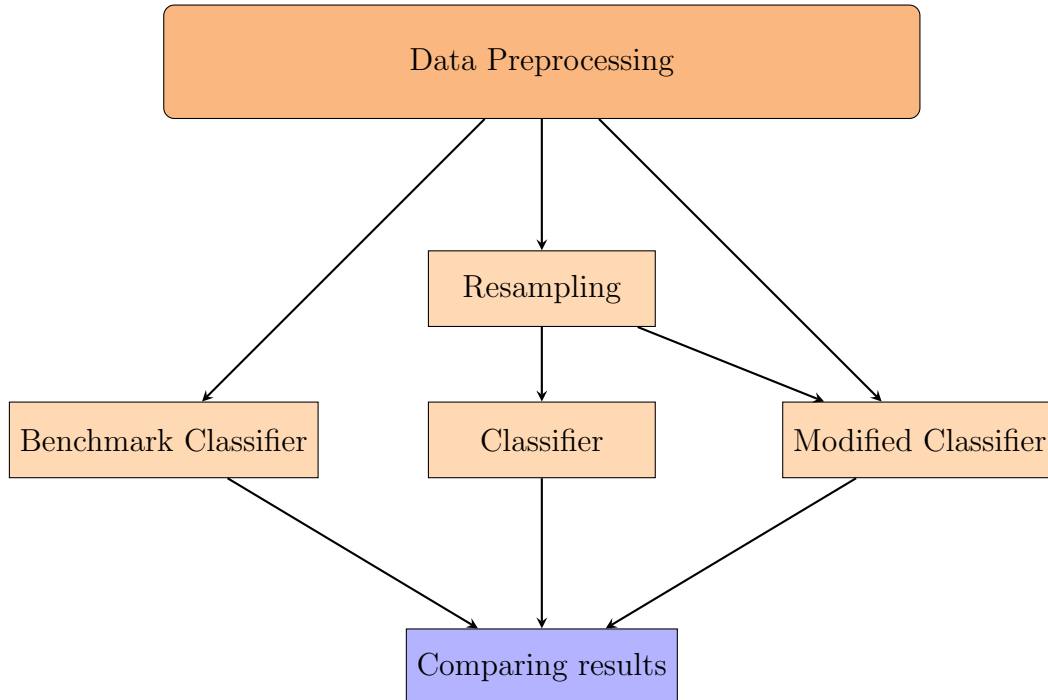 Data Preprocessing
Resampling
Benchmark Classifier
Classifier
Modified Classifier
Comparing results